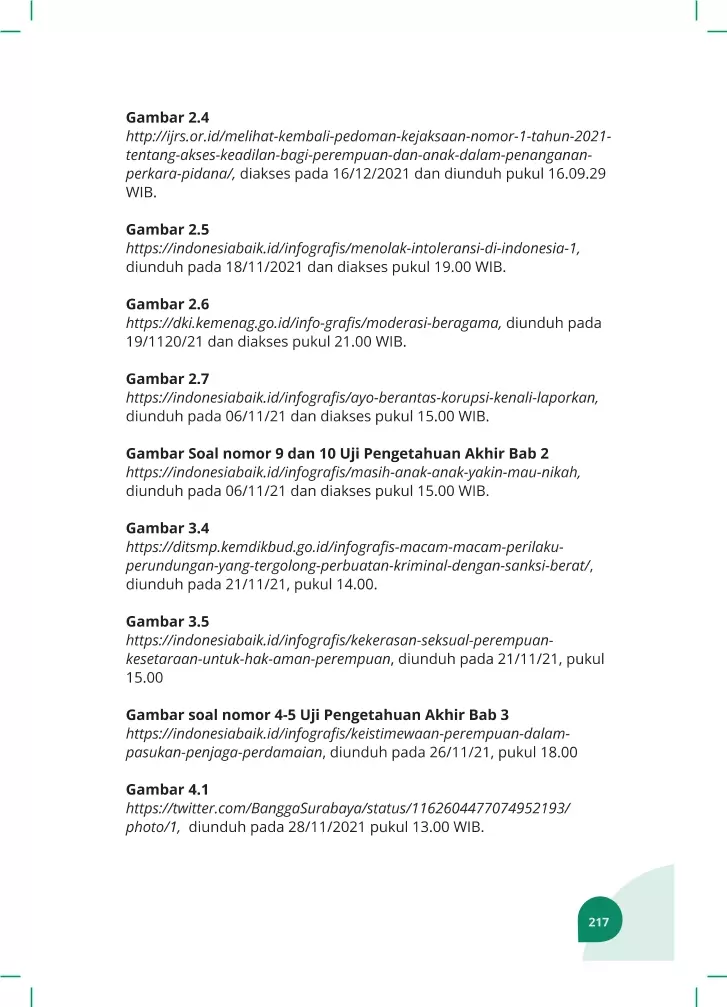 Gambar 2.4
http://ijrs.or.id/melihat-kembali-pedoman-kejaksaan-nomor-1-tahun-2021-
tentang-akses-keadilan-bagi-perempuan-dan-anak-dalam-penanganan-
perkara-pidana/, diakses pada 16/12/2021 dan diunduh pukul 16.09.29
WIB.
Gambar 2.5
https://indonesiabaik.id/infografis/menolak-intoleransi-di-indonesia-1,
diunduh pada 18/11/2021 dan diakses pukul 19.00 WIB.
Gambar 2.6
https://dki.kemenag.go.id/info-grafis/moderasi-beragama, diunduh pada
19/1120/21 dan diakses pukul 21.00 WIB.
Gambar 2.7
https://indonesiabaik.id/infografis/ayo-berantas-korupsi-kenali-laporkan,
diunduh pada 06/11/21 dan diakses pukul 15.00 WIB.
Gambar Soal nomor 9 dan 10 Uji Pengetahuan Akhir Bab 2
https://indonesiabaik.id/infografis/masih-anak-anak-yakin-mau-nikah,
diunduh pada 06/11/21 dan diakses pukul 15.00 WIB.
Gambar 3.4
https://ditsmp.kemdikbud.go.id/infografis-macam-macam-perilaku-
perundungan-yang-tergolong-perbuatan-kriminal-dengan-sanksi-berat/,
diunduh pada 21/11/21, pukul 14.00.
Gambar 3.5
https://indonesiabaik.id/infografis/kekerasan-seksual-perempuan-
kesetaraan-untuk-hak-aman-perempuan, diunduh pada 21/11/21, pukul
15.00
Gambar soal nomor 4-5 Uji Pengetahuan Akhir Bab 3
https://indonesiabaik.id/infografis/keistimewaan-perempuan-dalam-
pasukan-penjaga-perdamaian, diunduh pada 26/11/21, pukul 18.00
Gambar 4.1
https://twitter.com/BanggaSurabaya/status/1162604477074952193/
photo/1, diunduh pada 28/11/2021 pukul 13.00 WIB.
217